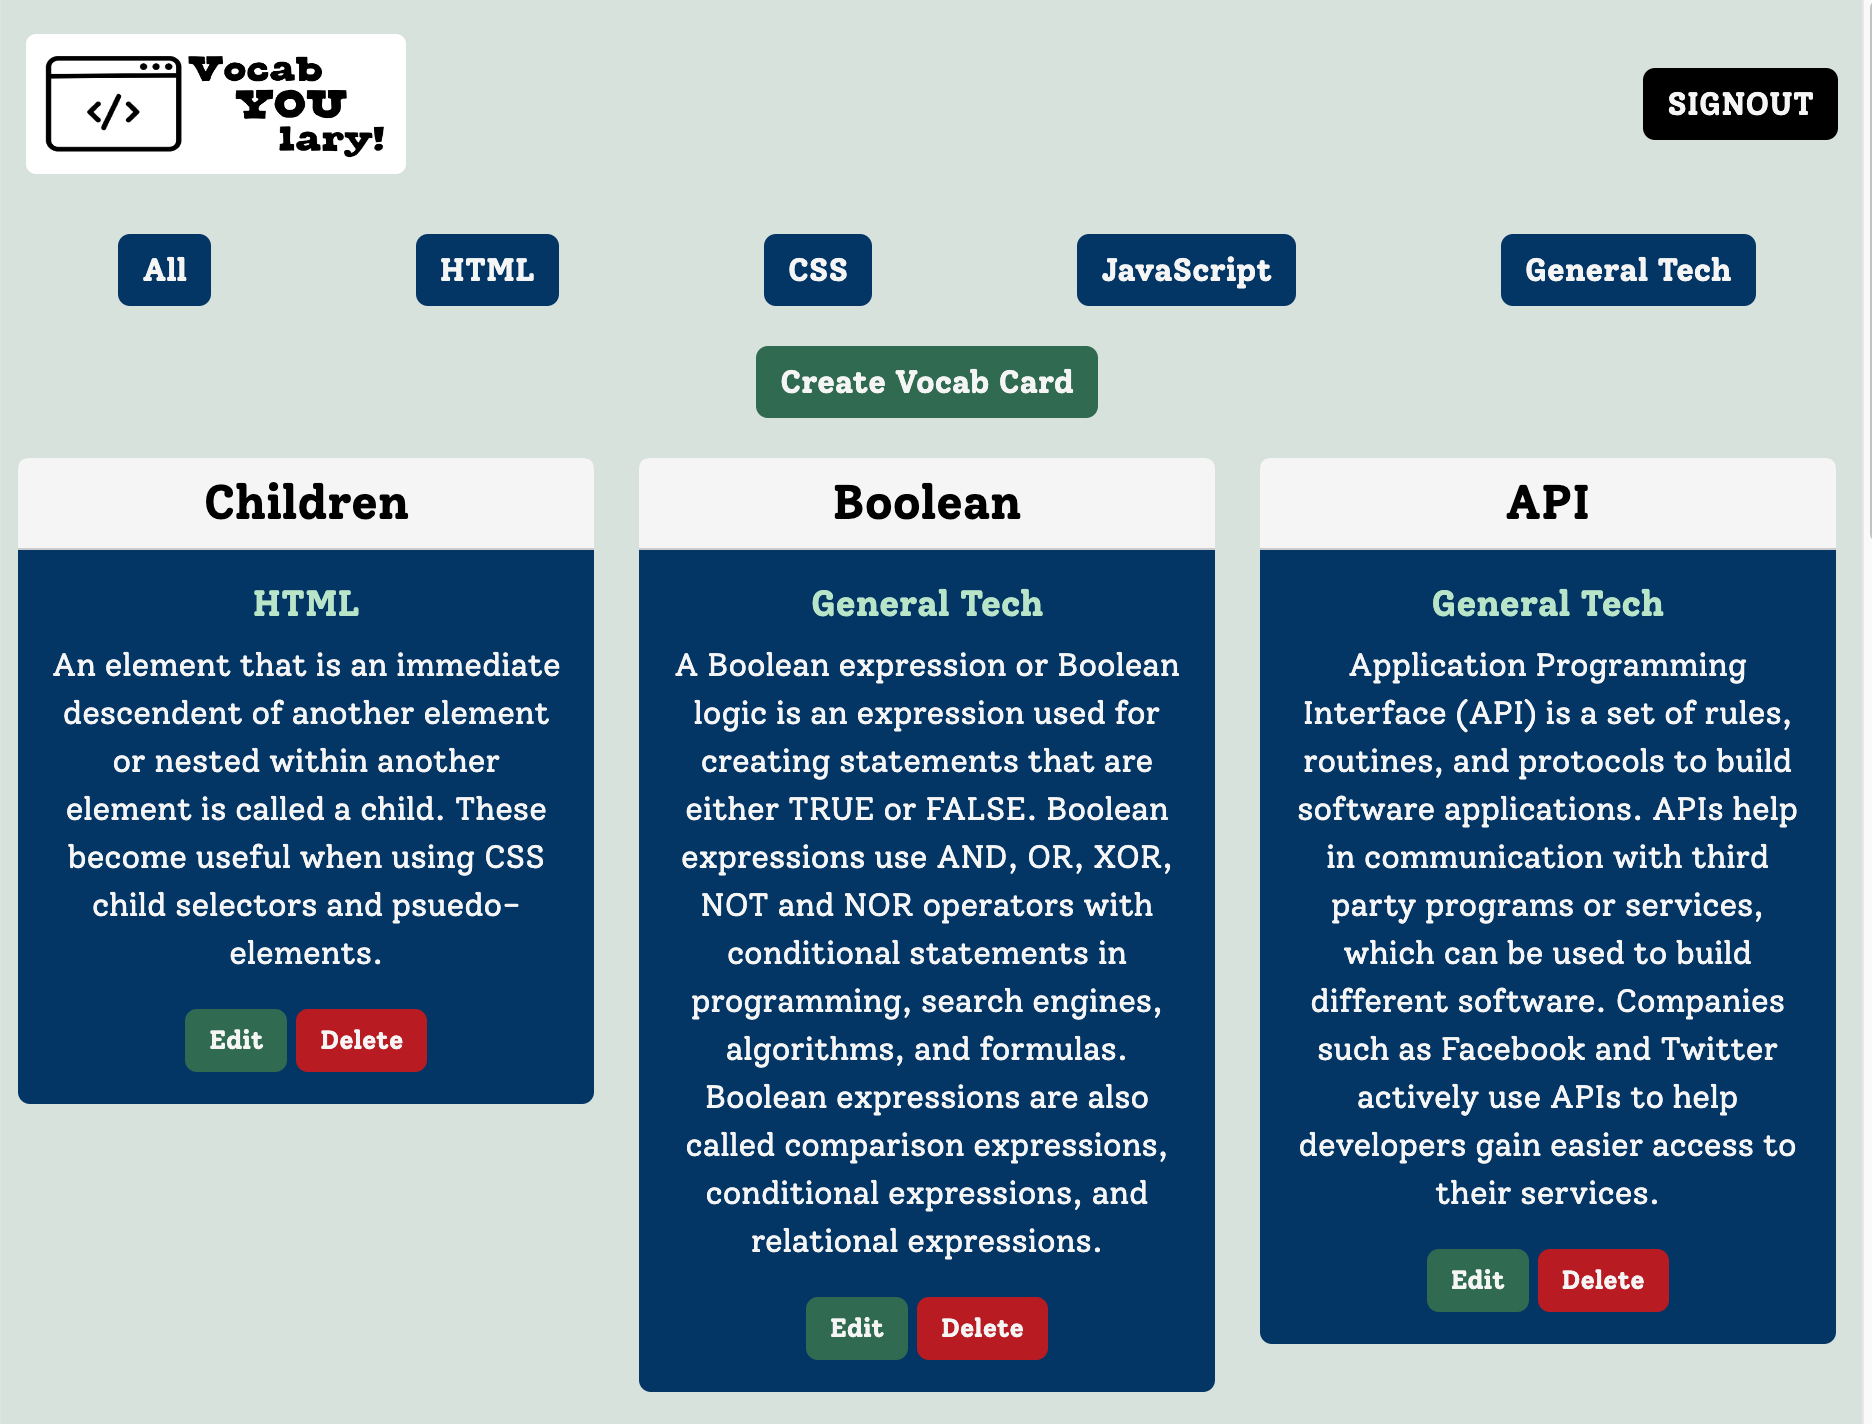 </>
Vocab
YOU
lary!
SIGNOUT
All
HTML
CSS
JavaScript
General Tech
Create Vocab Card
Children
HTML
An element that is an immediate
descendent of another element
or nested within another
element is called a child. These
become useful when using CSS
child selectors and psuedo-
elements.
Edit
Delete
Boolean
General Tech
A Boolean expression or Boolean
logic is an expression used for
creating statements that are
either TRUE or FALSE. Boolean
expressions use AND, OR, XOR,
NOT and NOR operators with
conditional statements in
programming, search engines,
algorithms, and formulas.
Boolean expressions are also
called comparison expressions,
conditional expressions, and
relational expressions.
Edit
Delete
API
General Tech
Application Programming
Interface (API) is a set of rules,
routines, and protocols to build
software applications. APIs help
in communication with third
party programs or services,
which can be used to build
different software. Companies
such as Facebook and Twitter
actively use APIs to help
developers gain easier access to
their services.
Edit
Delete